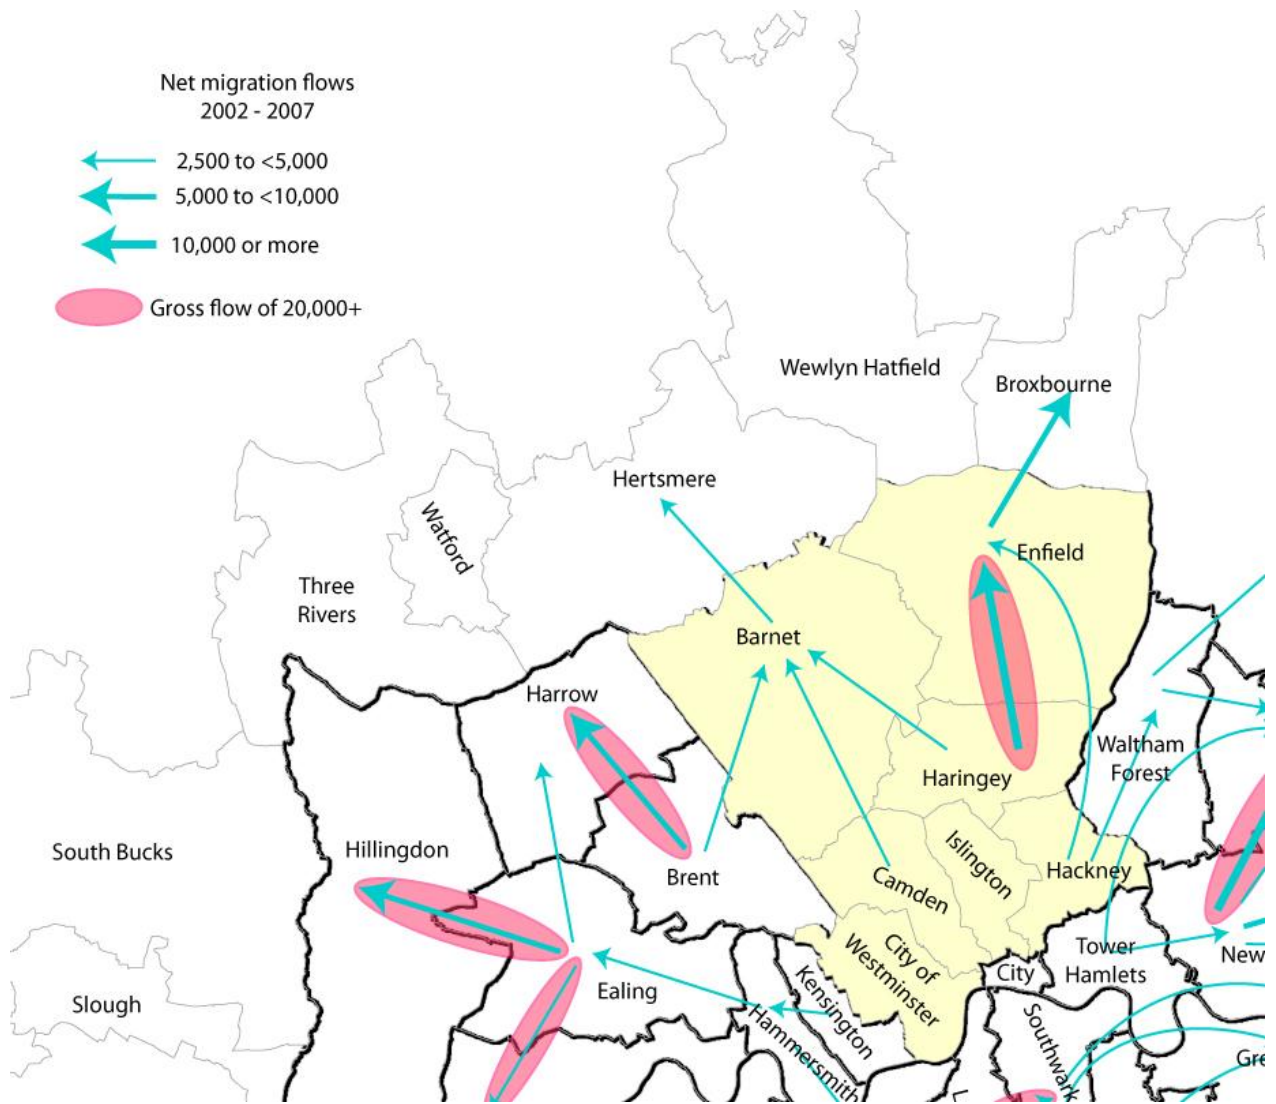 Net migration flows
2002 - 2007
2,500 to <5,000
5,000 to <10,000
10,000 or more
Gross flow of 20,000+
Wewlyn Hatfield
Broxbourne
Hertsmere
Watford
Enfield
Three
Rivers
Barnet
Harrow
Waltham
Forest
Haringey
South Bucks
Hillingdon
Brent
Islington
Camden
Hackney
City of
Westminster
Tower
Hamlets
New
City
Kensington
Ealing
Slough
Hammersmith
Southwark
Gre
L